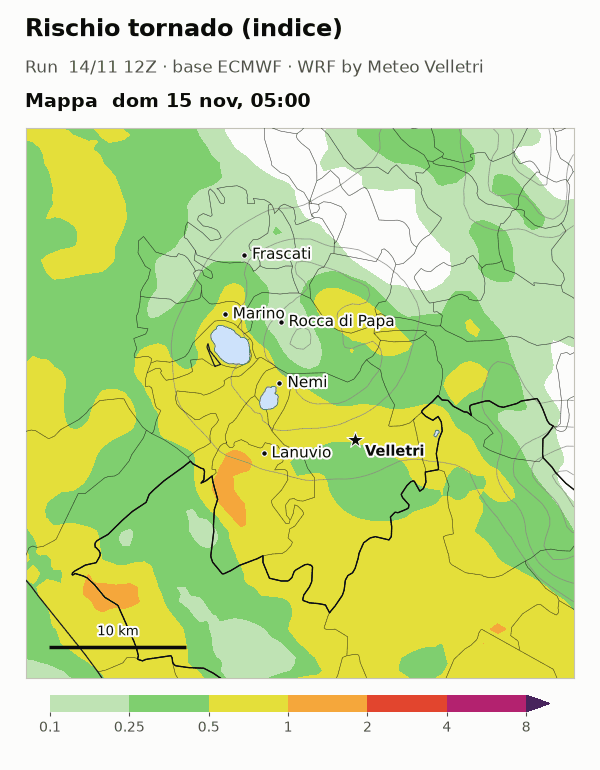 Rischio tornado (indice)
Run  14/11 12Z · base ECMWF · WRF by Meteo Velletri
Mappa  dom 15 nov, 05:00
Frascati
Marino
Rocca di Papa
Nemi
Velletri
Lanuvio
10 km
0.1 0.25 0.5 1 2 4 8